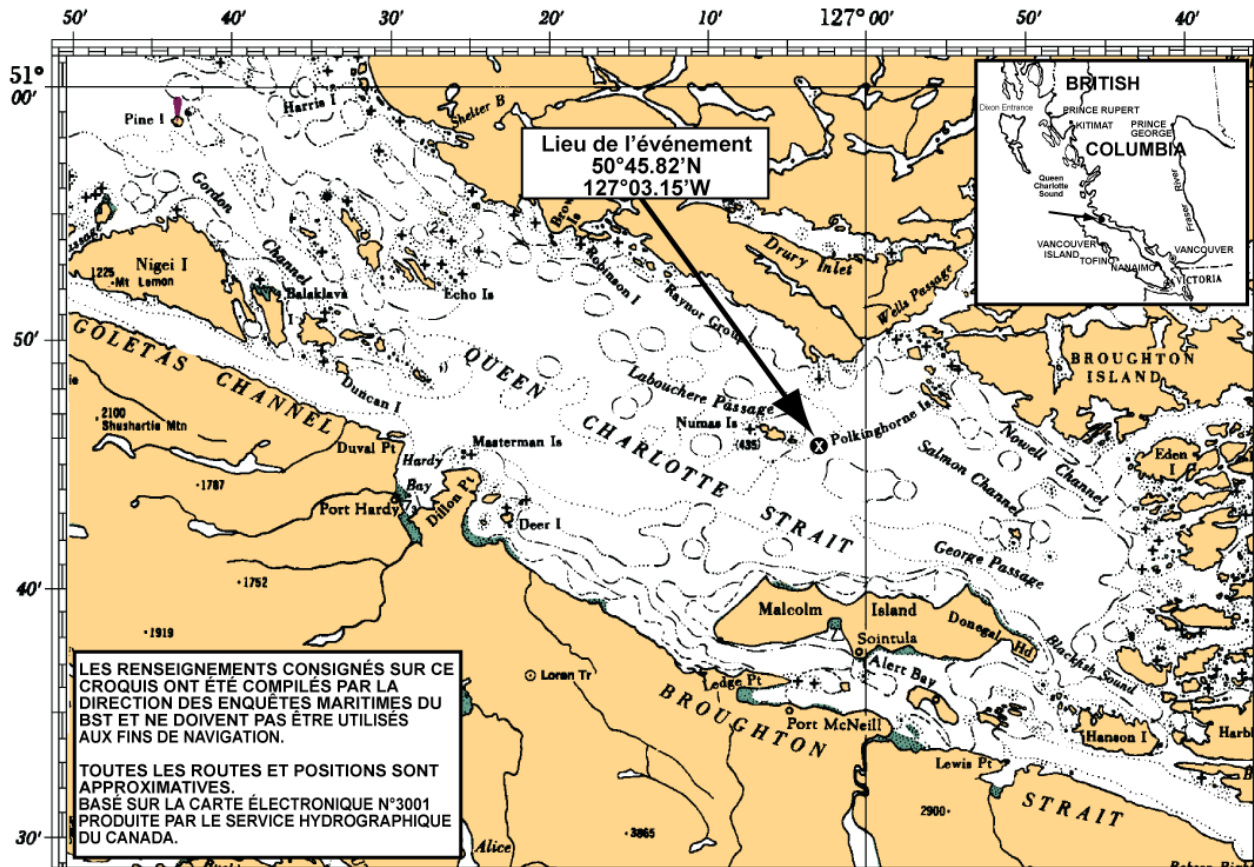 50'
40'
30'
20'
10'
127° 00'
50'
40'
51°
00'
50'
40'
30'
Pine I
Harris I
Shelter B
Lieu de l'événement
50°45.82'N
127°03.15'W
BRITISH
Dixon Entrance
PRINCE RUPERT
KITIMAT
PRINCE
GEORGE
COLUMBIA
Queen
Charlotte
Sound
Fraser River
VANCOUVER
ISLAND
TOFINO
NANAIMO
VANCOUVER
VICTORIA
Gordon
Channel
Nigei I
1225
Mt Lemon
Balaklava
I
Echo Is
Robinson I
Raynor Group
Drury Inlet
Wells Passage
BROUGHTON
ISLAND
GOLETAS CHANNEL
Duncan I
QUEEN
CHARLOTTE
STRAIT
Labouchere Passage
Numas Is
(435)
X
Polkinghorne Is
2100
Shushartie Mtn
Duval Pt
Masterman Is
Hardy
Bay
Port Hardy
Dillon Pt
Deer I
1787
1752
1919
Nowell Channel
Salmon Channel
Eden
I
George Passage
Malcolm Island
Donegal
Hd
Sointula
Blackfish Sound
Alert Bay
Ledge Pt
Port McNeill
Loran Tr
BROUGHTON
STRAIT
Hanson I
Harb
Lewis Pt
2900
3865
Alice
LES RENSEIGNEMENTS CONSIGNÉS SUR CE
CROQUIS ONT ÉTÉ COMPILÉS PAR LA
DIRECTION DES ENQUÊTES MARITIMES DU
BST ET NE DOIVENT PAS ÊTRE UTILISÉS
AUX FINS DE NAVIGATION.
TOUTES LES ROUTES ET POSITIONS SONT
APPROXIMATIVES.
BASÉ SUR LA CARTE ÉLECTRONIQUE N°3001
PRODUITE PAR LE SERVICE HYDROGRAPHIQUE
DU CANADA.